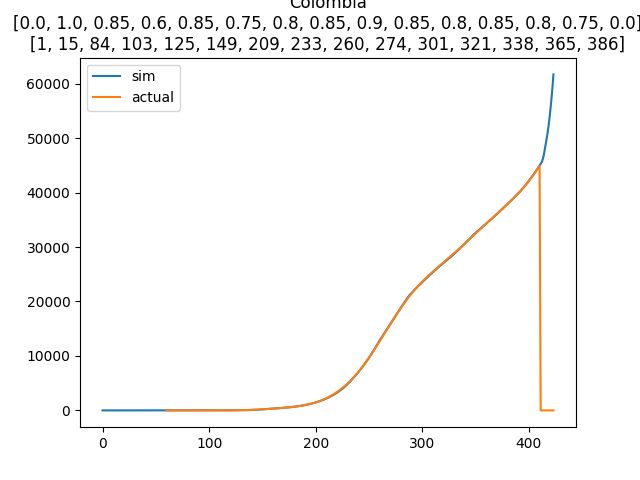 Colombia
[0.0, 1.0, 0.85, 0.6, 0.85, 0.75, 0.8, 0.85, 0.9, 0.85, 0.8, 0.85, 0.8, 0.75, 0.0]
[1, 15, 84, 103, 125, 149, 209, 233, 260, 274, 301, 321, 338, 365, 386]
sim
actual
60000
50000
40000
30000
20000
10000
0
0 100 200 300 400